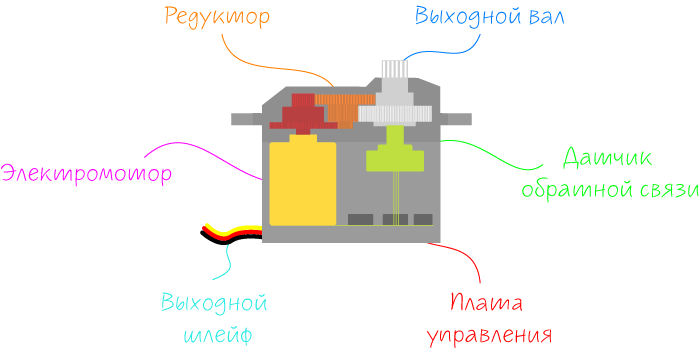 Редуктор
Выходной вал
Электромотор
Датчик
обратной связи
Выходной
шлейф
Плата
управления